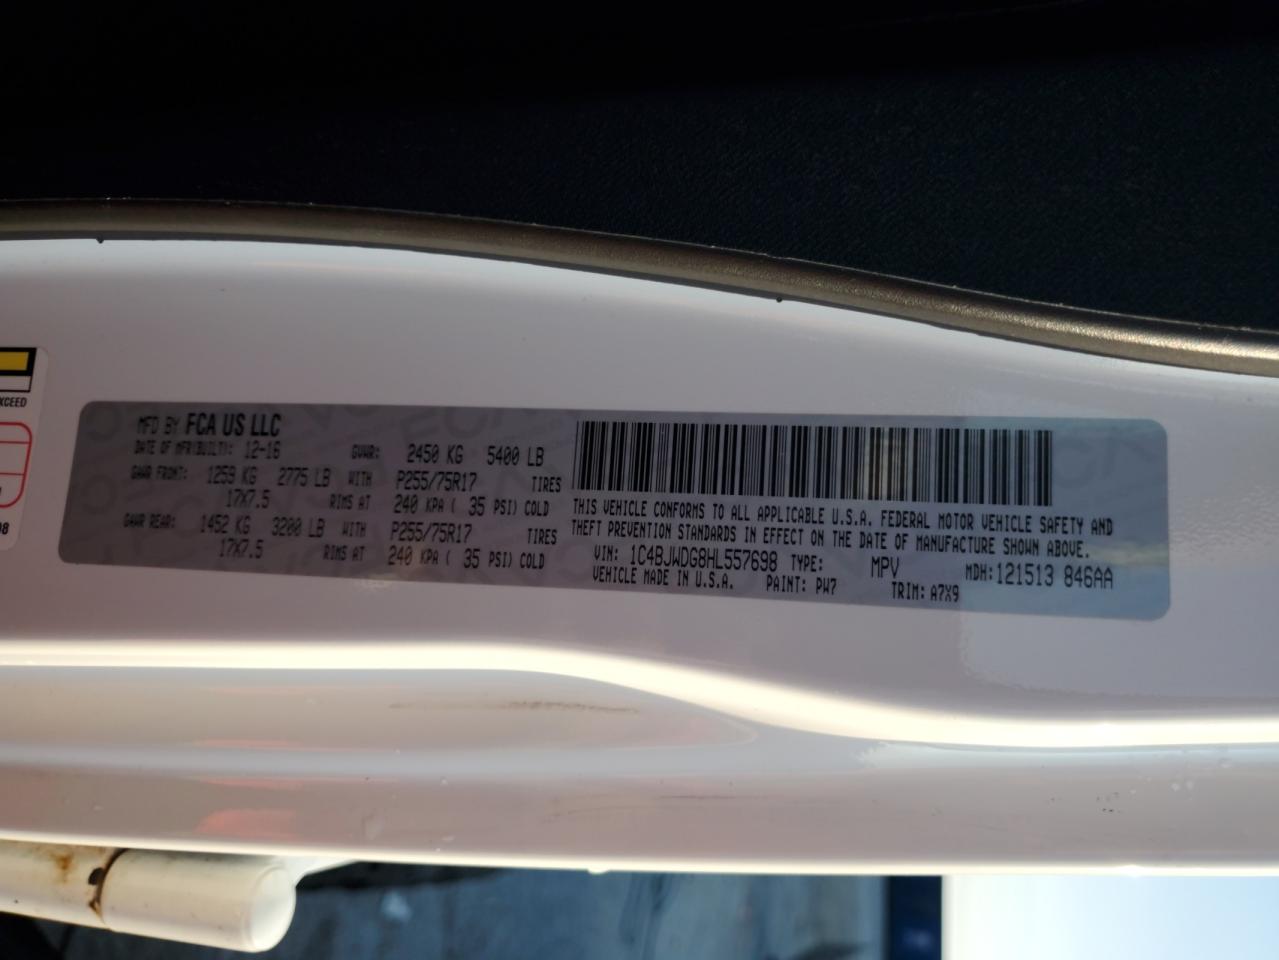 XCEED
98
MFD BY FCA US LLC
DATE OF MFR(BUILT): 12-16 GVWR: 2450 KG 5400 LB
GAWR FRONT: 1259 KG 2775 LB WITH P255/75R17 TIRES
17X7.5 RIMS AT 240 KPA ( 35 PSI) COLD
GAWR REAR: 1452 KG 3200 LB WITH P255/75R17 TIRES
17X7.5 RIMS AT 240 KPA ( 35 PSI) COLD
THIS VEHICLE CONFORMS TO ALL APPLICABLE U.S.A. FEDERAL MOTOR VEHICLE SAFETY AND
THEFT PREVENTION STANDARDS IN EFFECT ON THE DATE OF MANUFACTURE SHOWN ABOVE.
VIN: 1C4BJWDG8HL557698 TYPE: MPV MDH:121513 846AA
VEHICLE MADE IN U.S.A. PAINT: PW7 TRIM: A7X9